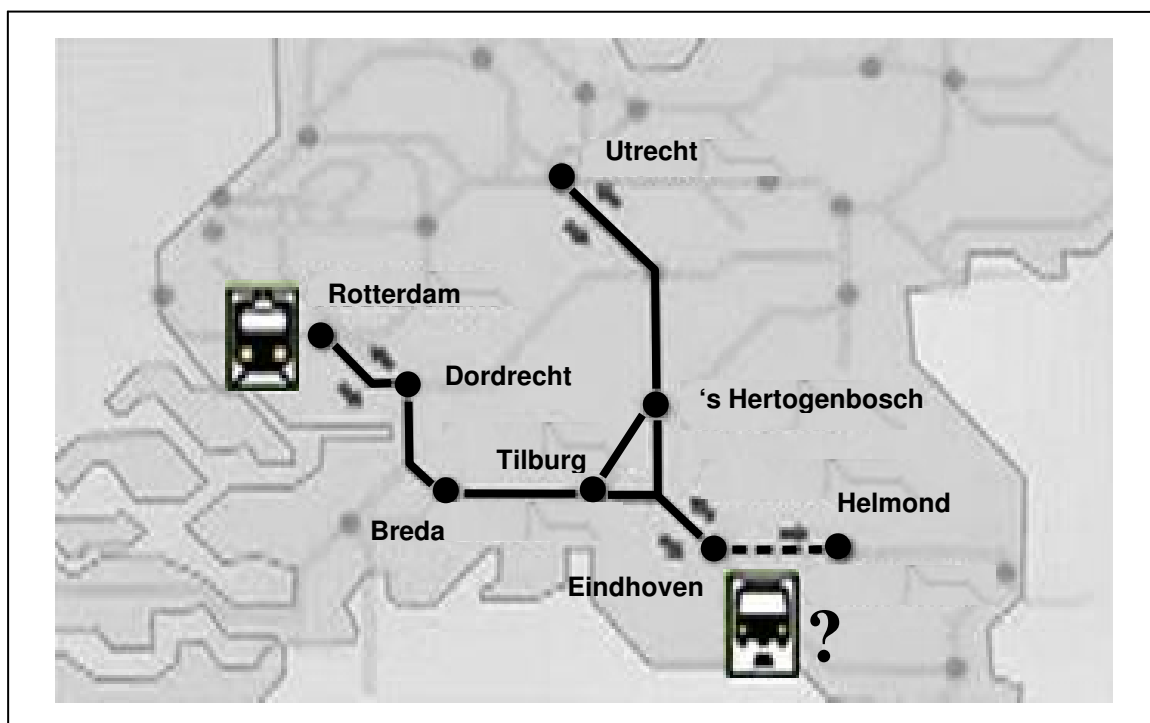 Utrecht
Rotterdam
Dordrecht
‘s Hertogenbosch
Tilburg
Helmond
Breda
Eindhoven
?